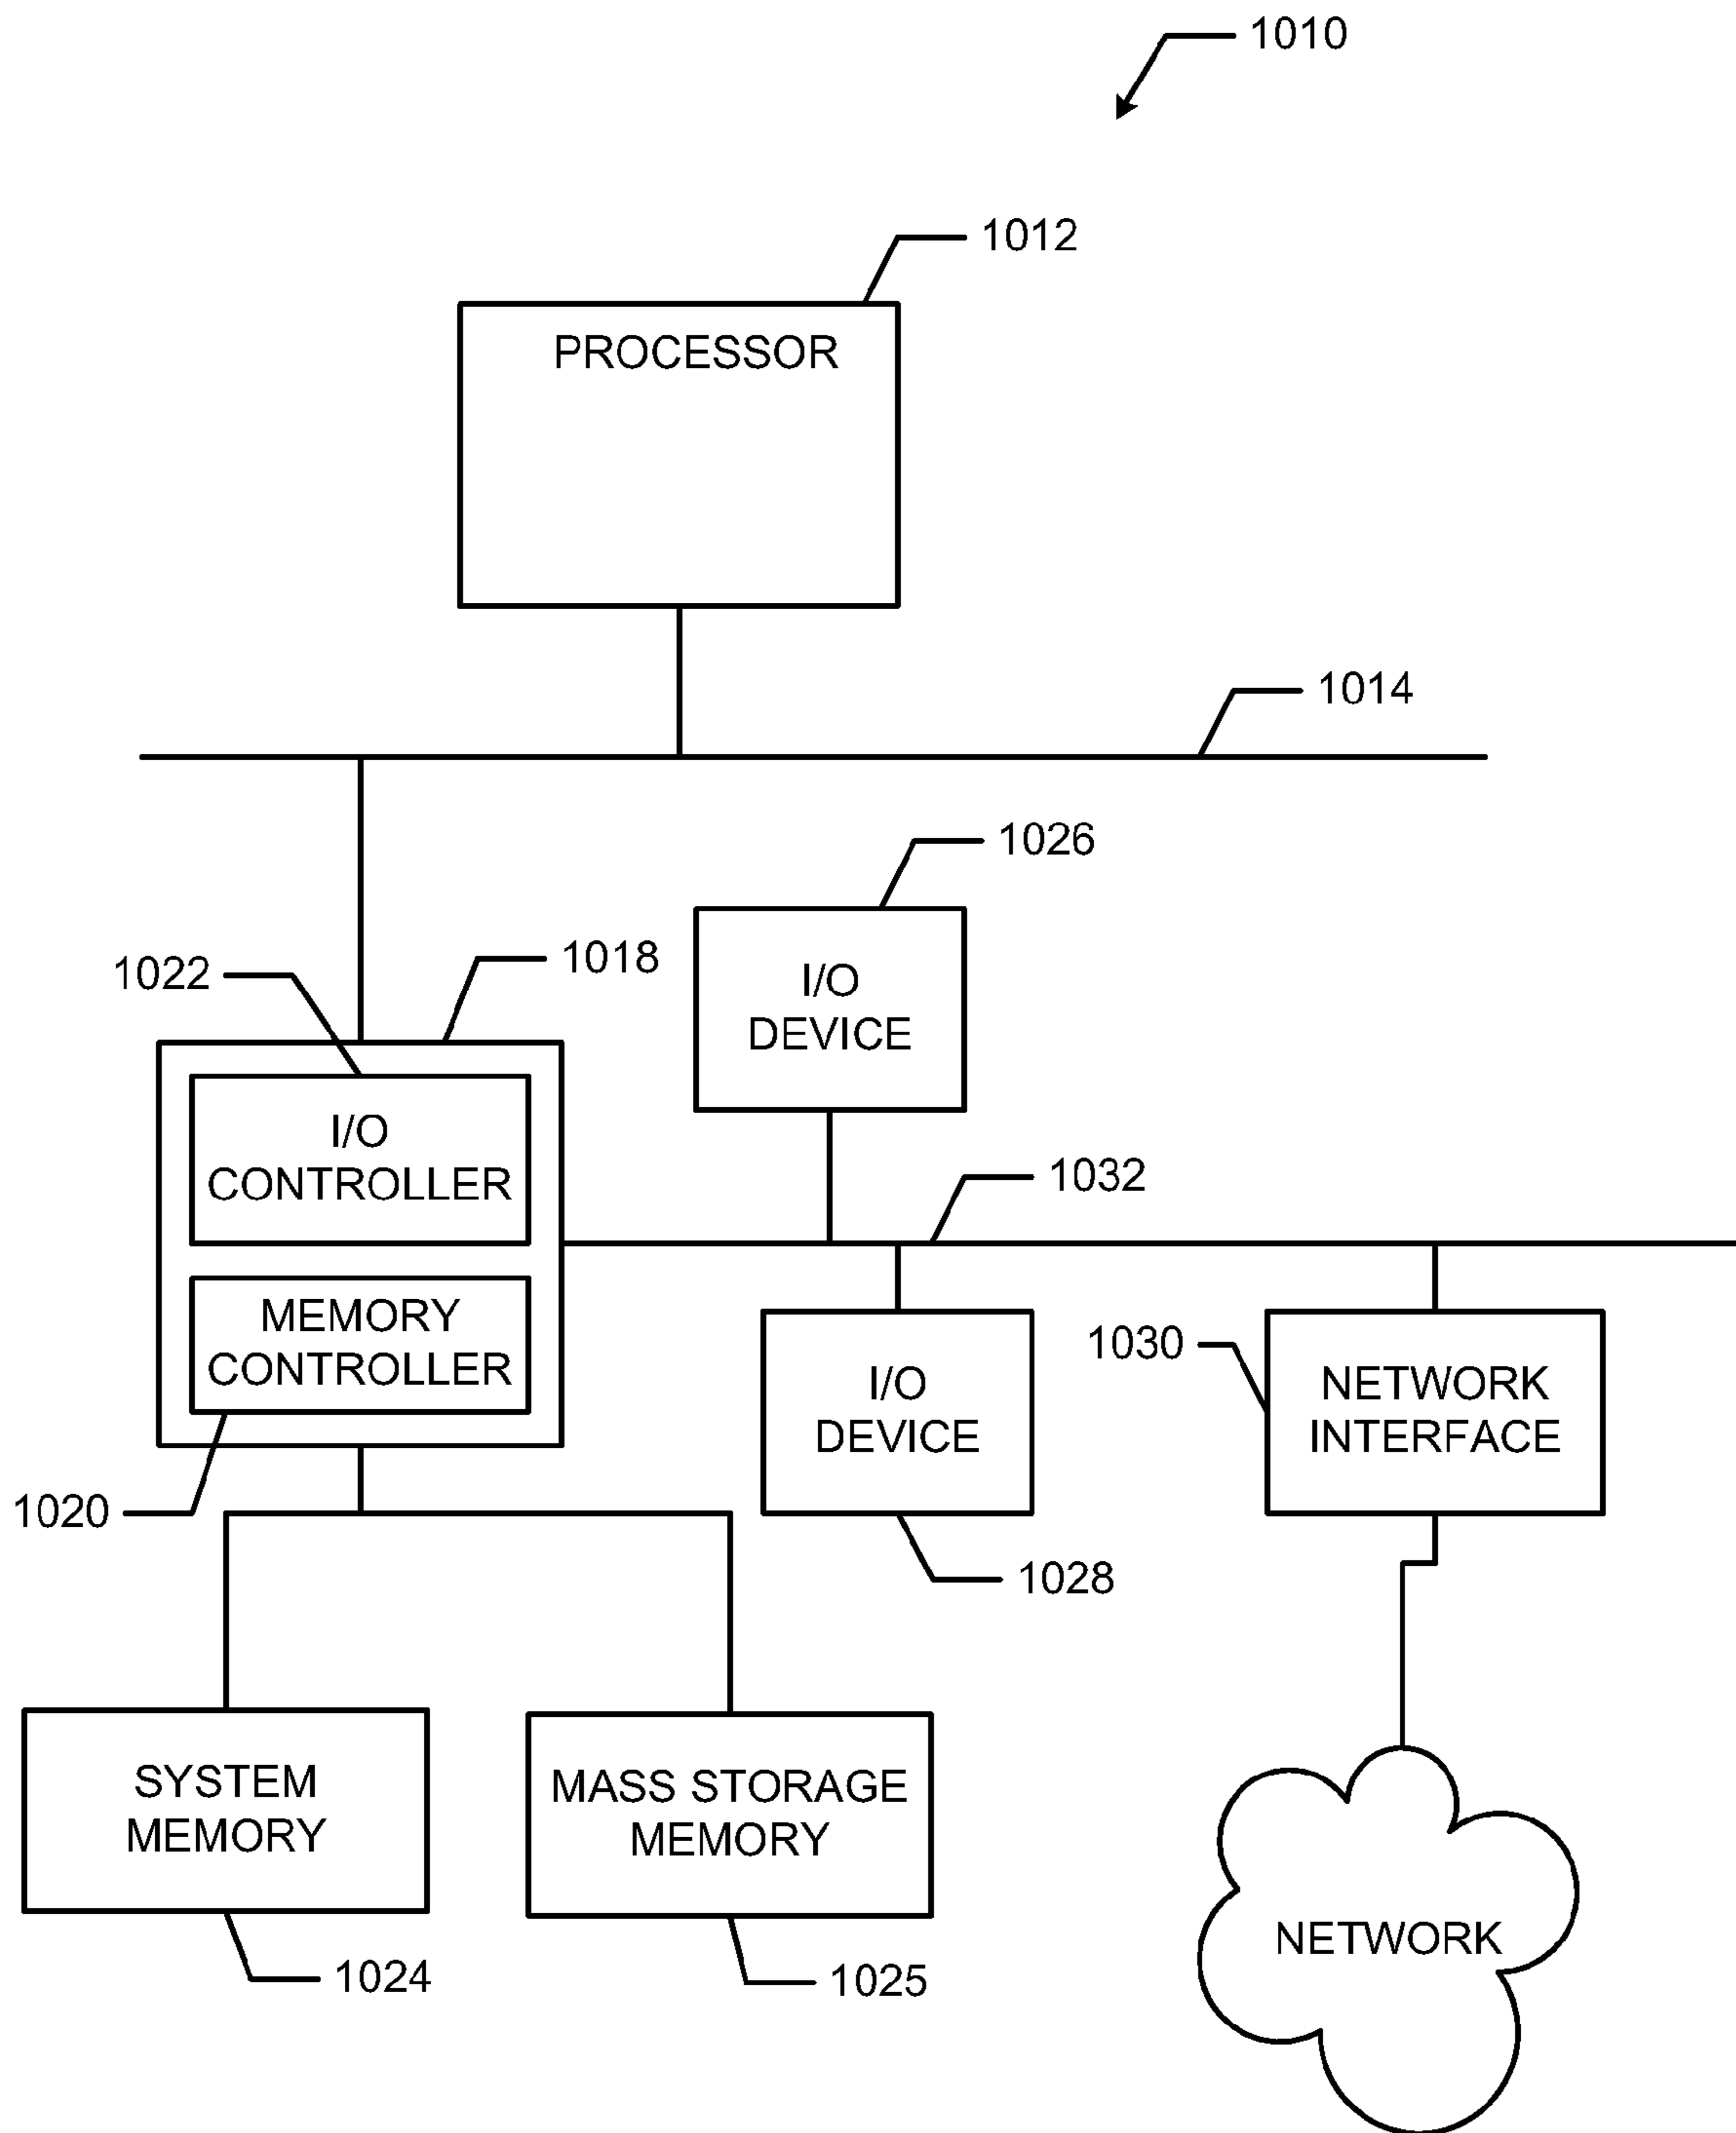 1010
1012
PROCESSOR
1014
1026
1022
1018
I/O
DEVICE
I/O
CONTROLLER
1032
MEMORY
CONTROLLER
1030
I/O
DEVICE
NETWORK
INTERFACE
1020
1028
SYSTEM
MEMORY
MASS STORAGE
MEMORY
NETWORK
1024
1025